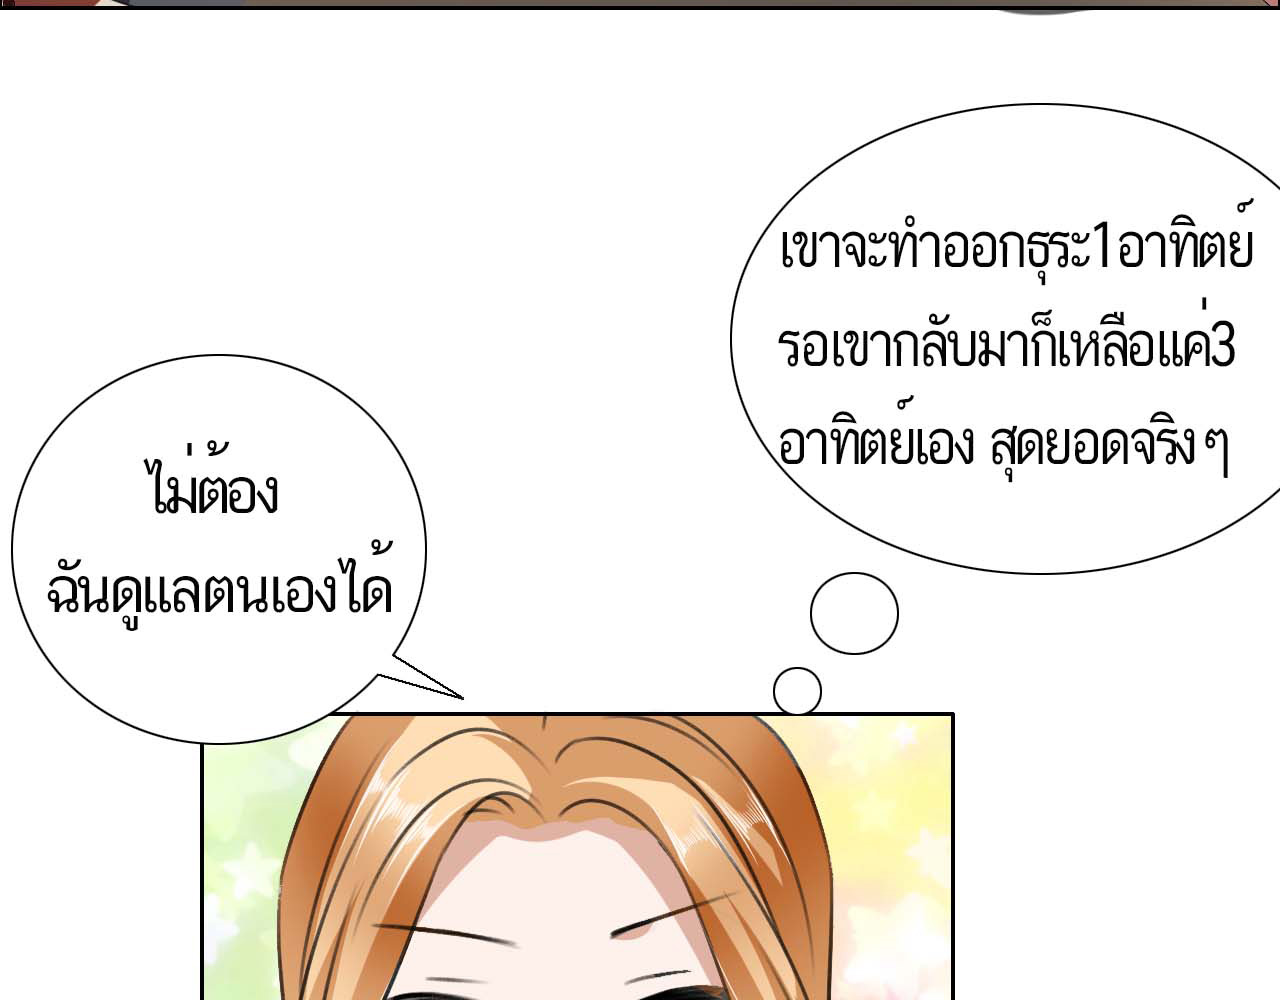 เขาจะทำออกธุระ1อาทิตย์
รอเขากลับมาก็เหลือแค่3
อาทิตย์เอง สุดยอดจริงๆ
ไม่ต้อง
ฉันดูแลตนเองได้